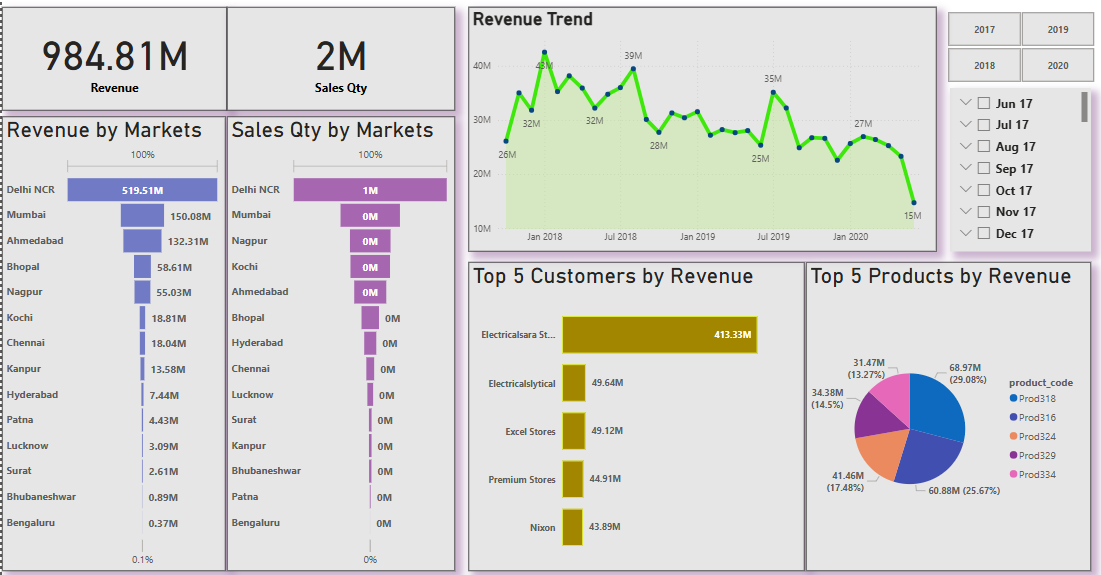 984.81M
Revenue
2M
Sales Qty
Revenue by Markets
100%
Delhi NCR 519.51M
Mumbai 150.08M
Ahmedabad 132.31M
Bhopal 58.61M
Nagpur 55.03M
Kochi 18.81M
Chennai 18.04M
Kanpur 13.58M
Hyderabad 7.44M
Patna 4.43M
Lucknow 3.09M
Surat 2.61M
Bhubaneshwar 0.89M
Bengaluru 0.37M
0.1%
Sales Qty by Markets
100%
Delhi NCR 1M
Mumbai 0M
Nagpur 0M
Kochi 0M
Ahmedabad 0M
Bhopal 0M
Hyderabad 0M
Chennai 0M
Lucknow 0M
Surat 0M
Kanpur 0M
Bhubaneshwar 0M
Patna 0M
Bengaluru 0M
0%
Revenue Trend
40M
30M
20M
10M
26M
32M
43M
32M
39M
28M
25M
35M
27M
15M
Jan 2018 Jul 2018 Jan 2019 Jul 2019 Jan 2020
2017 2019
2018 2020
Jun 17
Jul 17
Aug 17
Sep 17
Oct 17
Nov 17
Dec 17
Top 5 Customers by Revenue
Electricalsara St... 413.33M
Electricalslytical 49.64M
Excel Stores 49.12M
Premium Stores 44.91M
Nixon 43.89M
Top 5 Products by Revenue
31.47M
(13.27%)
68.97M
(29.08%)
34.38M
(14.5%)
41.46M
(17.48%)
60.88M (25.67%)
product_code
Prod318
Prod316
Prod324
Prod329
Prod334